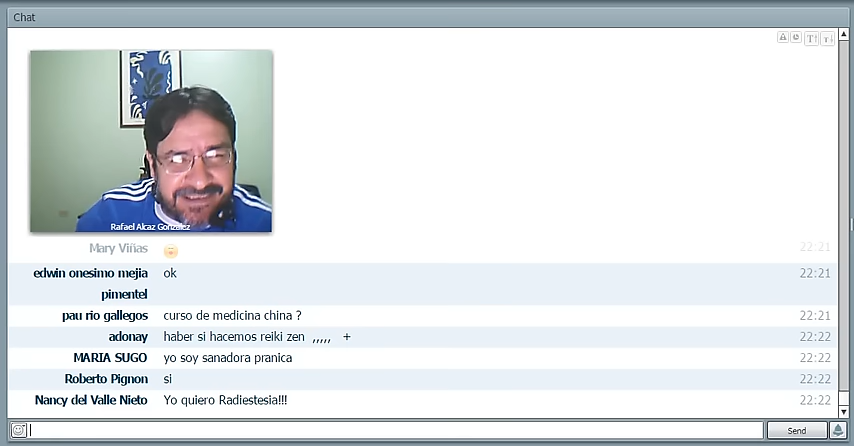 Chat
Rafael Alcaz González
Mary Viñas 22:21
edwin onesimo mejia ok 22:21
pimentel
pau rio gallegos curso de medicina china ? 22:21
adonay haber si hacemos reiki zen ,,,,, + 22:22
MARIA SUGO yo soy sanadora pranica 22:22
Roberto Pignon si 22:22
Nancy del Valle Nieto Yo quiero Radiestesia!!! 22:22
Send